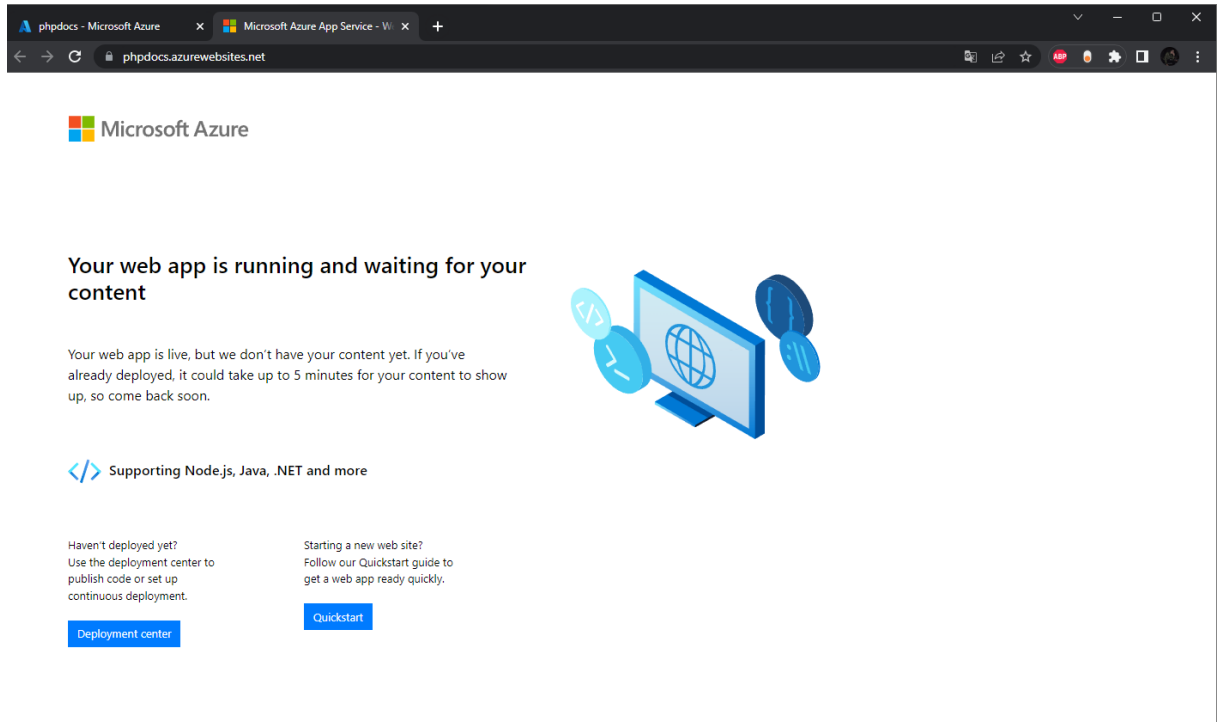 phpdocs - Microsoft Azure
Microsoft Azure App Service - W
phpdocs.azurewebsites.net
ABP
Microsoft Azure
Your web app is running and waiting for your
content
Your web app is live, but we don't have your content yet. If you've
already deployed, it could take up to 5 minutes for your content to show
up, so come back soon.
</> Supporting Node.js, Java, .NET and more
Haven't deployed yet?
Use the deployment center to
publish code or set up
continuous deployment.
Deployment center
Starting a new web site?
Follow our Quickstart guide to
get a web app ready quickly.
Quickstart